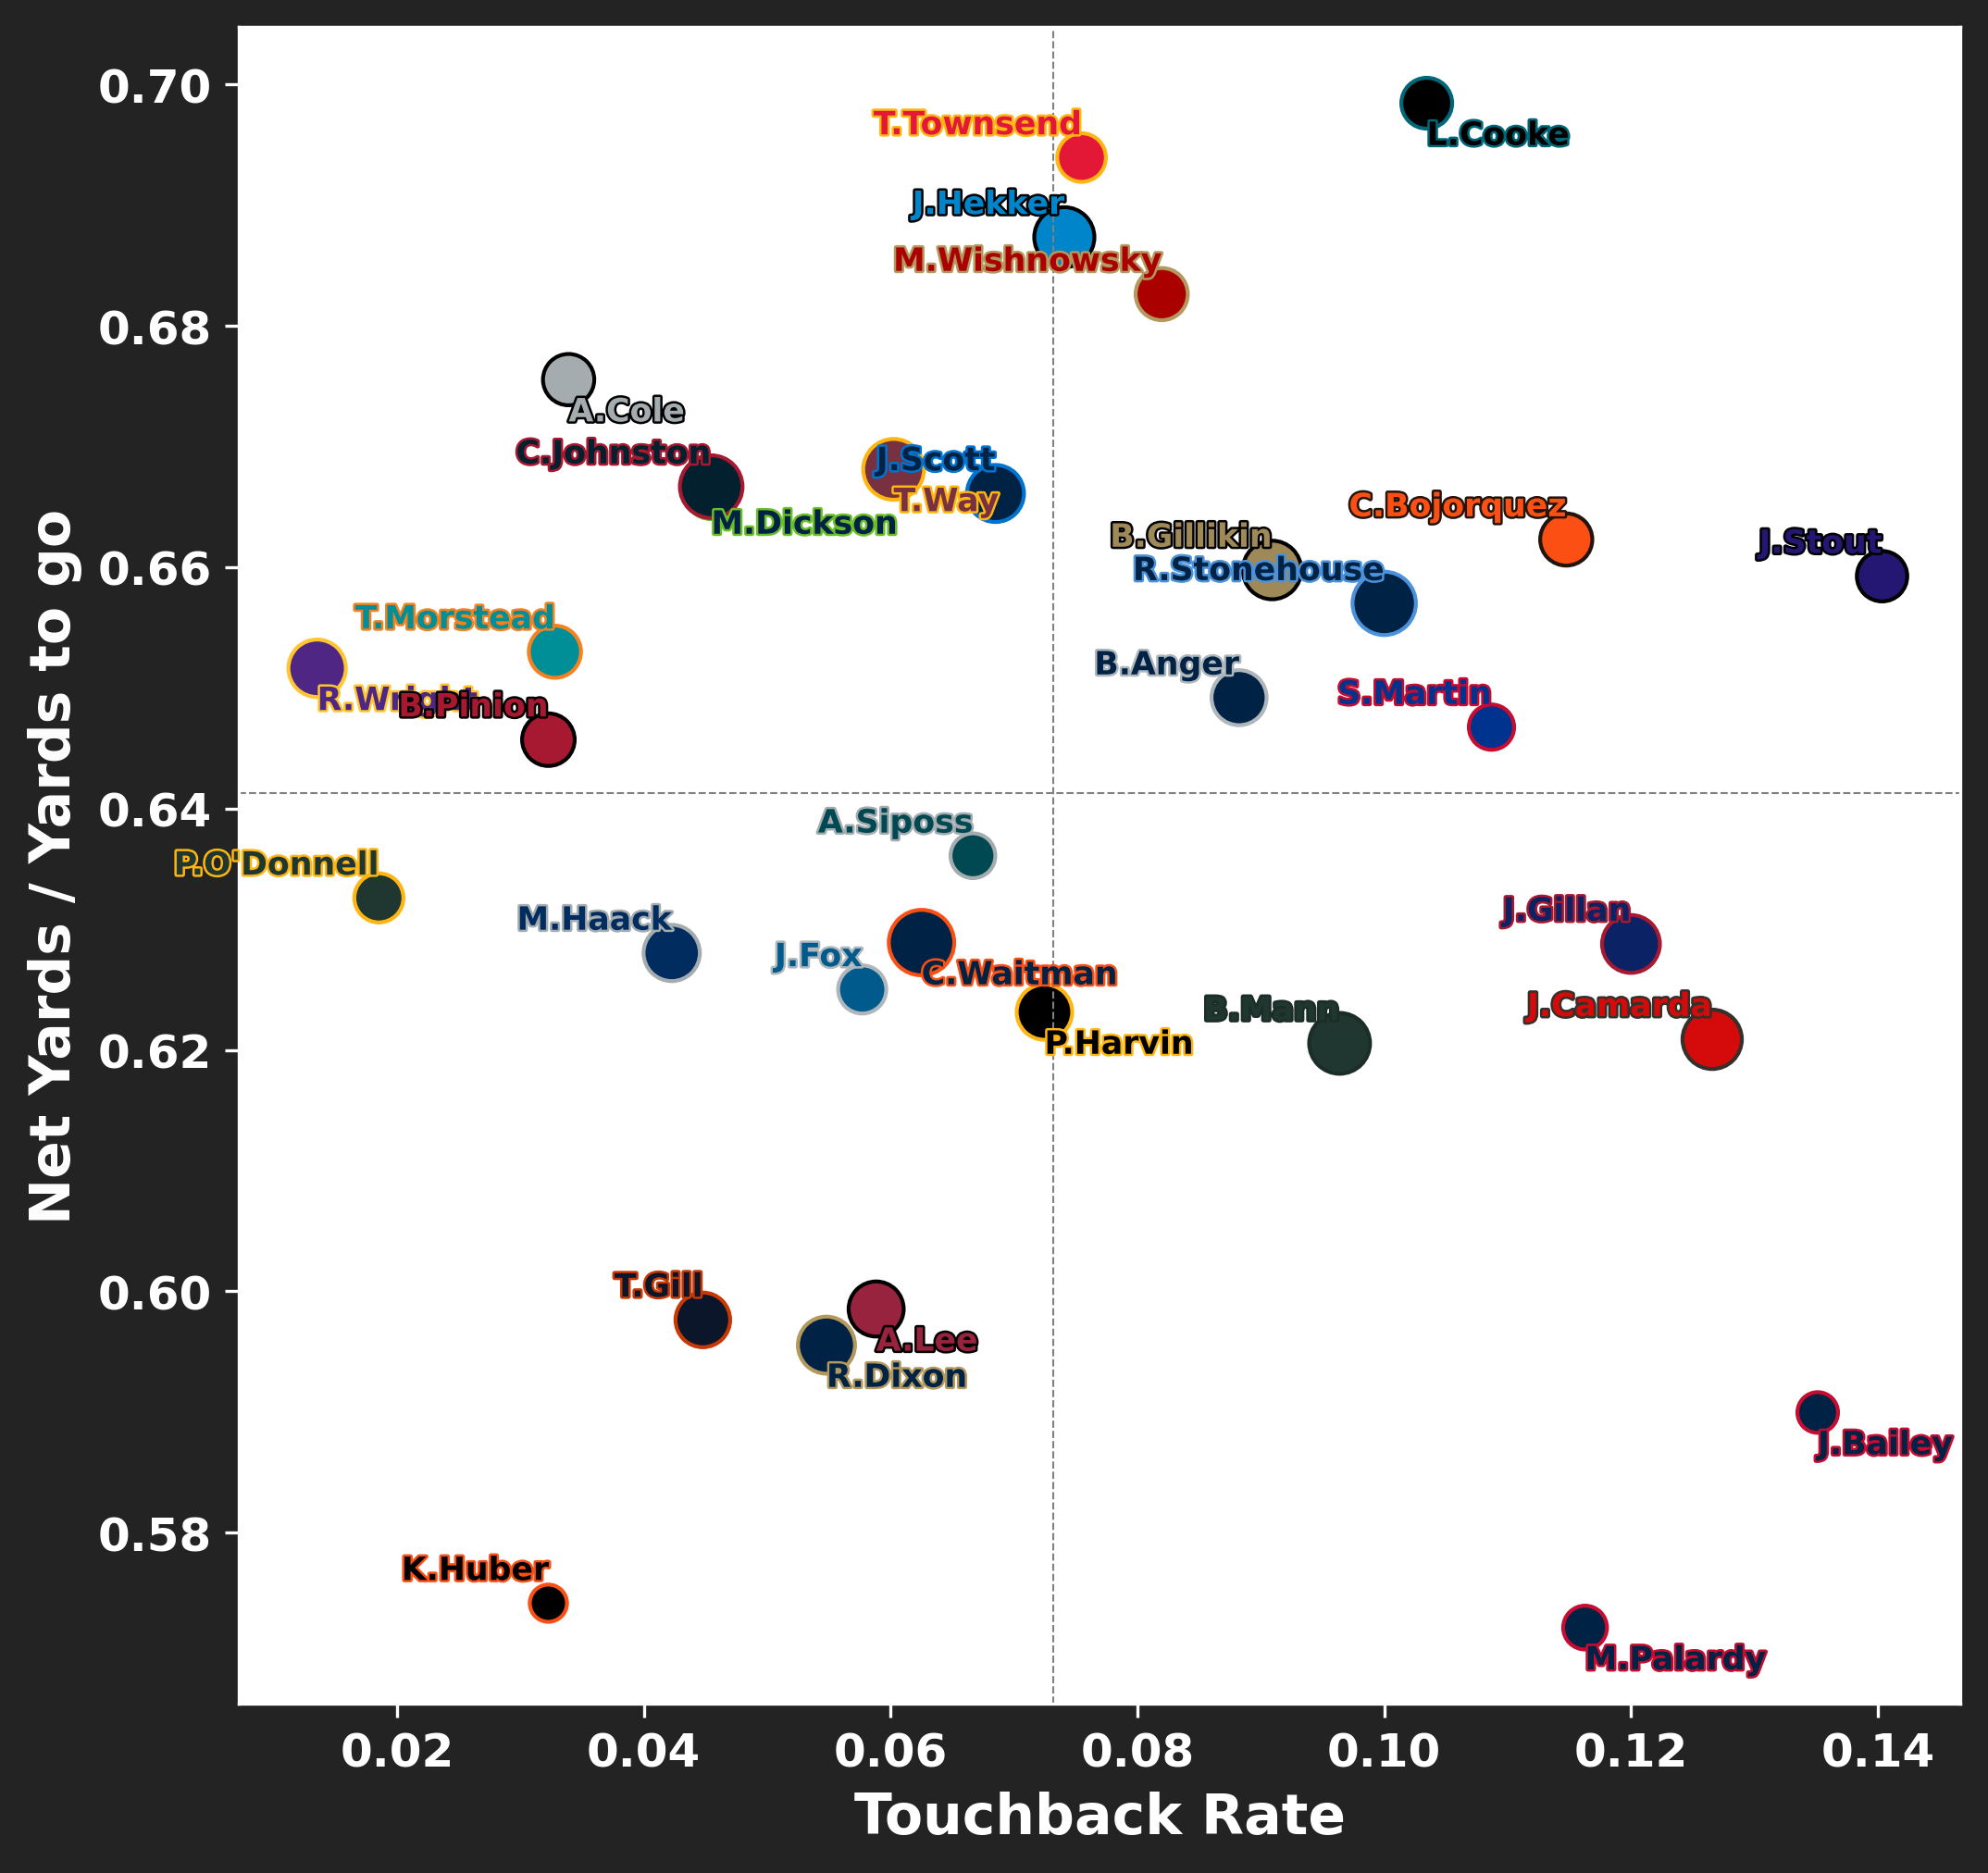 0.70
0.68
0.66
0.64
0.62
0.60
0.58
Net Yards / Yards to go
T.Townsend
L.Cooke
J.Hekker
M.Wishnowsky
A.Cole
C.Johnston
J.Scott
T.Way
M.Dickson
C.Bojorquez
B.Gillikin
J.Stout
R.Stonehouse
T.Morstead
B.Anger
S.Martin
R.Wright
B.Pinion
A.Siposs
P.O'Donnell
J.Gillan
M.Haack
J.Fox
C.Waitman
J.Camarda
B.Mann
P.Harvin
T.Gill
A.Lee
R.Dixon
J.Bailey
K.Huber
M.Palardy
0.02 0.04 0.06 0.08 0.10 0.12 0.14
Touchback Rate